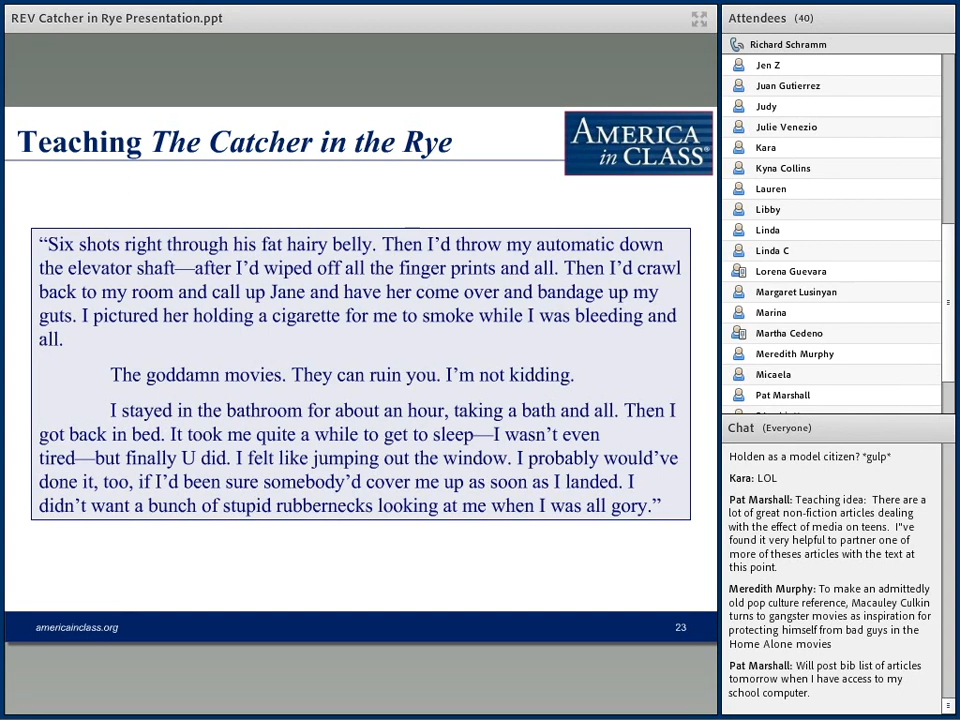 REV Catcher in Rye Presentation.ppt
Teaching The Catcher in the Rye
AMERICA
in CLASS®
“Six shots right through his fat hairy belly. Then I’d throw my automatic down
the elevator shaft—after I’d wiped off all the finger prints and all. Then I’d crawl
back to my room and call up Jane and have her come over and bandage up my
guts. I pictured her holding a cigarette for me to smoke while I was bleeding and
all.
The goddamn movies. They can ruin you. I’m not kidding.
I stayed in the bathroom for about an hour, taking a bath and all. Then I
got back in bed. It took me quite a while to get to sleep—I wasn’t even
tired—but finally U did. I felt like jumping out the window. I probably would’ve
done it, too, if I’d been sure somebody’d cover me up as soon as I landed. I
didn’t want a bunch of stupid rubbernecks looking at me when I was all gory.”
americainclass.org
23
Attendees (40)
Richard Schramm
Jen Z
Juan Gutierrez
Judy
Julie Venezio
Kara
Kyna Collins
Lauren
Libby
Linda
Linda C
Lorena Guevara
Margaret Lusinyan
Marina
Martha Cedeno
Meredith Murphy
Micaela
Pat Marshall
Chat (Everyone)
Holden as a model citizen? *gulp*
Kara: LOL
Pat Marshall: Teaching idea: There are a
lot of great non-fiction articles dealing
with the effect of media on teens. I"ve
found it very helpful to partner one of
more of theses articles with the text at
this point.
Meredith Murphy: To make an admittedly
old pop culture reference, Macauley Culkin
turns to gangster movies as inspiration for
protecting himself from bad guys in the
Home Alone movies
Pat Marshall: Will post bib list of articles
tomorrow when I have access to my
school computer.